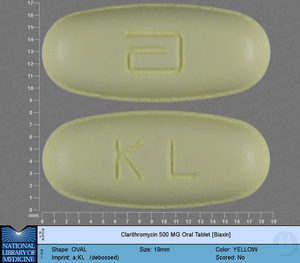 a
KL
NATIONAL
LIBRARY OF
MEDICINE
Clarithromycin 500 MG Oral Tablet [Biaxin]
Shape: OVAL Size: 19mm Color: YELLOW
Imprint: a;KL (debossed) Scored: No